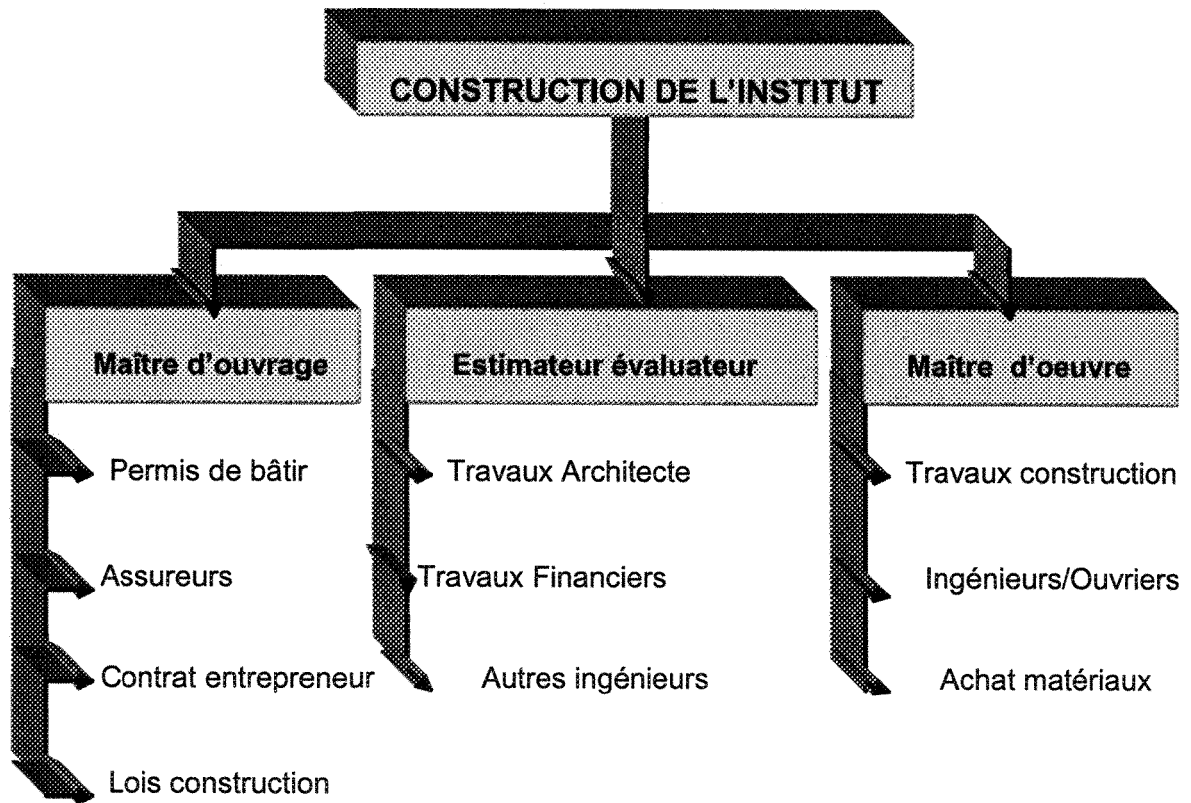 CONSTRUCTION DE L'INSTITUT
Maître d'ouvrage
Permis de bâtir
Assureurs
Contrat entrepreneur
Lois construction
Estimateur évaluateur
Travaux Architecte
Travaux Financiers
Autres ingénieurs
Maître d'oeuvre
Travaux construction
Ingénieurs/Ouvriers
Achat matériaux